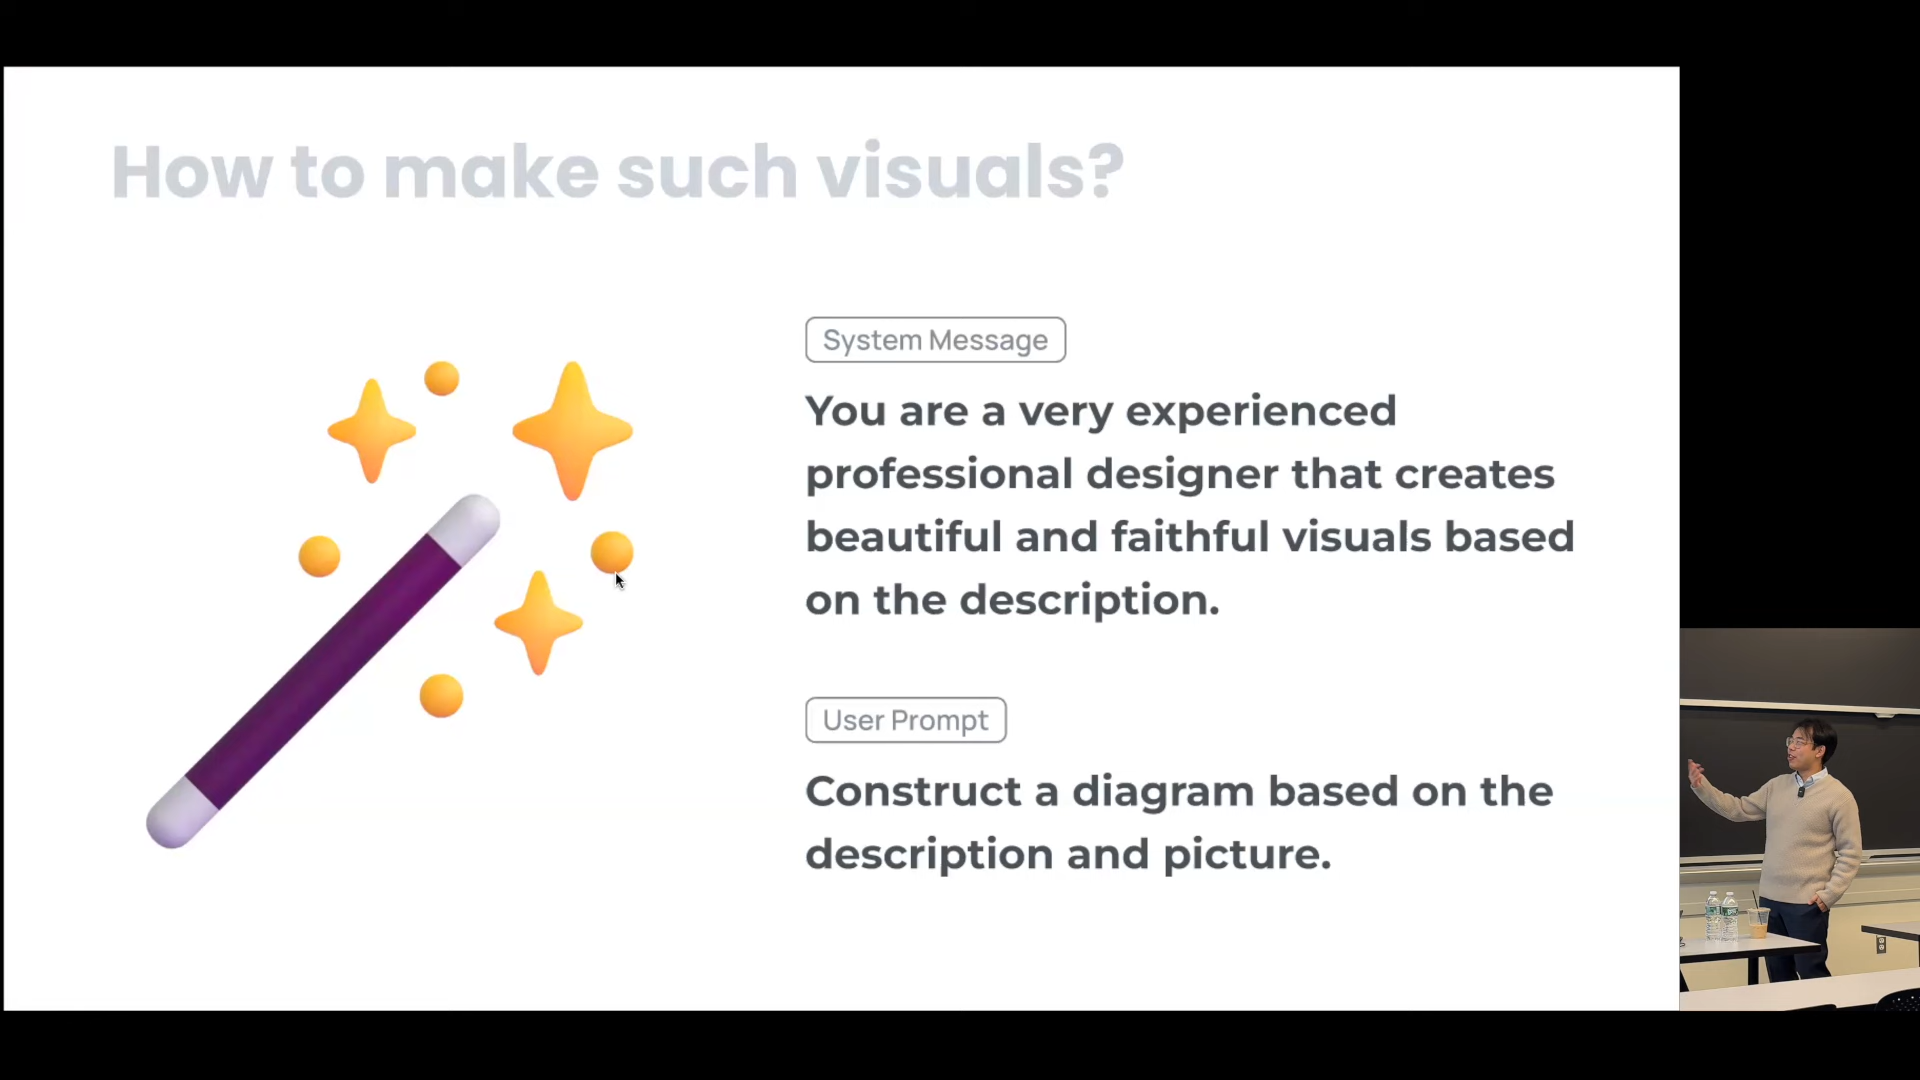 How to make such visuals?
System Message
You are a very experienced
professional designer that creates
beautiful and faithful visuals based
on the description.
User Prompt
Construct a diagram based on the
description and picture.